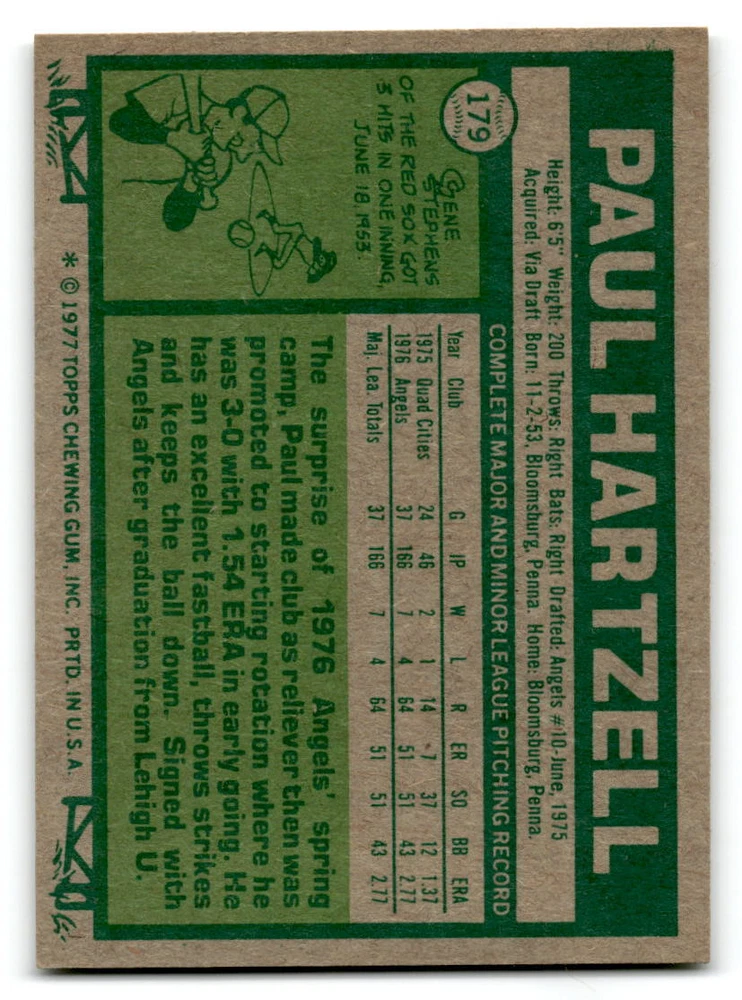 179
PAUL HARTZELL
Height: 6'5" Weight: 200 Throws: Right Bats: Right Drafted: Angels #10-June, 1975
Acquired: Via Draft Born: 11-2-53, Bloomsburg, Penna. Home: Bloomsburg, Penna.
COMPLETE MAJOR AND MINOR LEAGUE PITCHING RECORD
Year Club G IP W L R ER SO BB ERA
1975 Quad Cities 24 46 2 1 14 7 37 12 1.37
1976 Angels 37 166 7 4 64 51 51 43 2.77
Maj. Lea. Totals 37 166 7 4 64 51 51 43 2.77
GENE
STEPHENS
OF THE RED SOX GOT
3 HITS IN ONE INNING,
JUNE 18 1953.
The surprise of 1976 Angels' spring
camp, Paul made club as reliever then was
promoted to starting rotation where he
was 3-0 with 1.54 ERA in early going. He
has an excellent fastball, throws strikes
and keeps the ball down. Signed with
Angels after graduation from Lehigh U.
* © 1977 TOPPS CHEWING GUM, INC. PRTD. IN U.S.A.